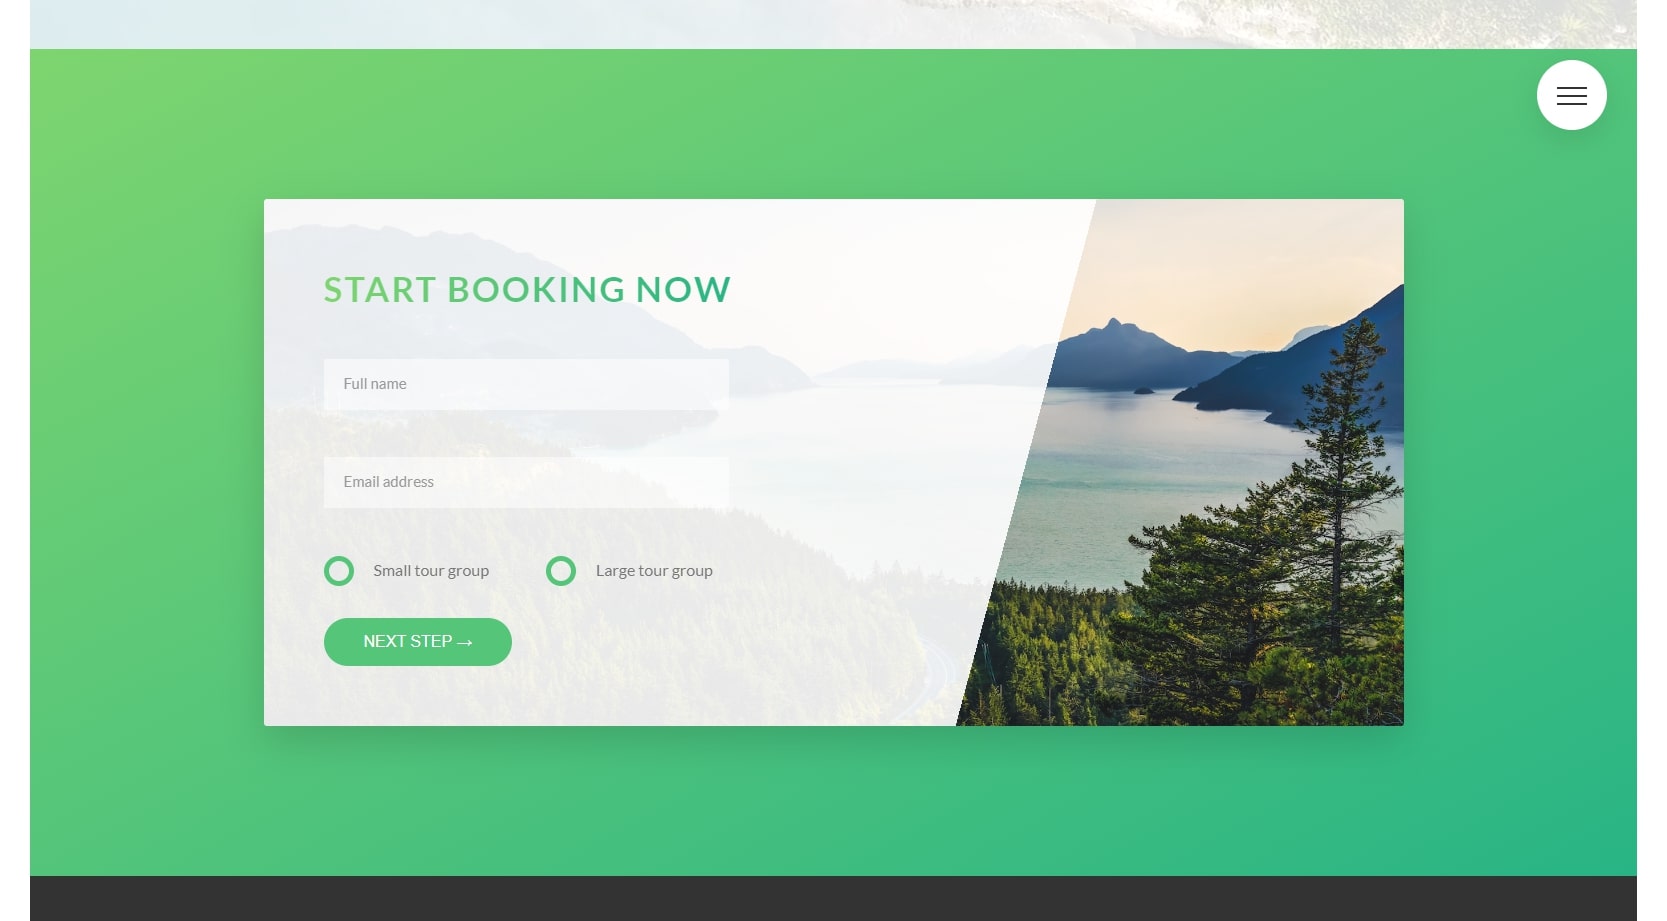 START BOOKING NOW
Full name
Email address
Small tour group
Large tour group
NEXT STEP →